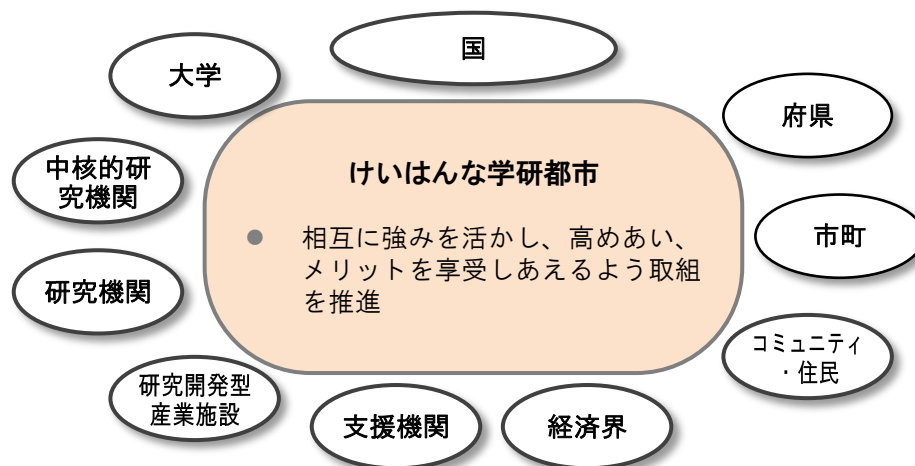 国
大学
府県
中核的研
究機関
けいはんな学研都市
市町
● 相互に強みを活かし、高めあい、
メリットを享受しあえるよう取組
を推進
研究機関
コミュニティ
・住民
研究開発型
産業施設
支援機関
経済界